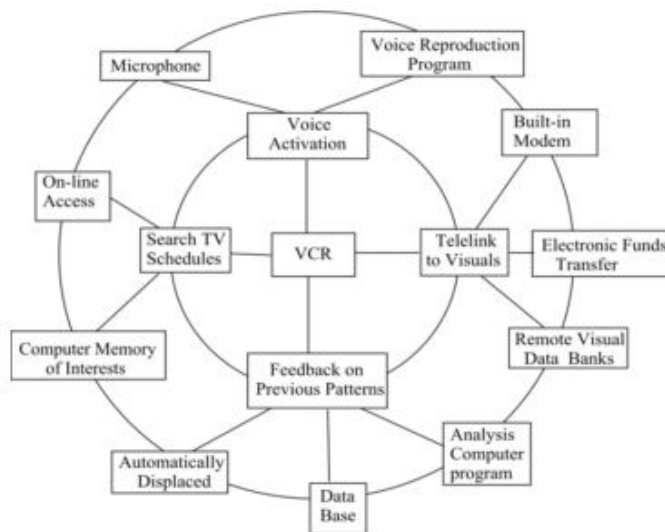 Voice Reproduction
Program
Microphone
Voice
Activation
Built-in
Modem
On-line
Access
Search TV
Schedules
VCR
Telelink
to Visuals
Electronic Funds
Transfer
Computer Memory
of Interests
Feedback on
Previous Patterns
Remote Visual
Data Banks
Automatically
Displaced
Data
Base
Analysis
Computer
program